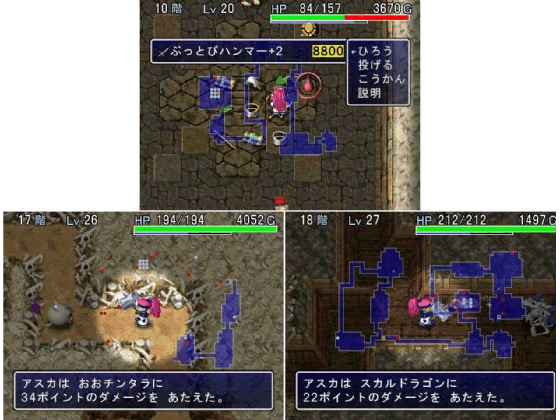 10階 Lv 20 HP 84/157 3670G
ぶっとびハンマー+2 8800
ひろう
投げる
こうかん
説明
17階 Lv 26 HP 194/194 4052G
アスカは おおチンタラに
34ポイントのダメージを あたえた。
18階 Lv 27 HP 212/212 1497G
アスカは スカルドラゴンに
22ポイントのダメージを あたえた。